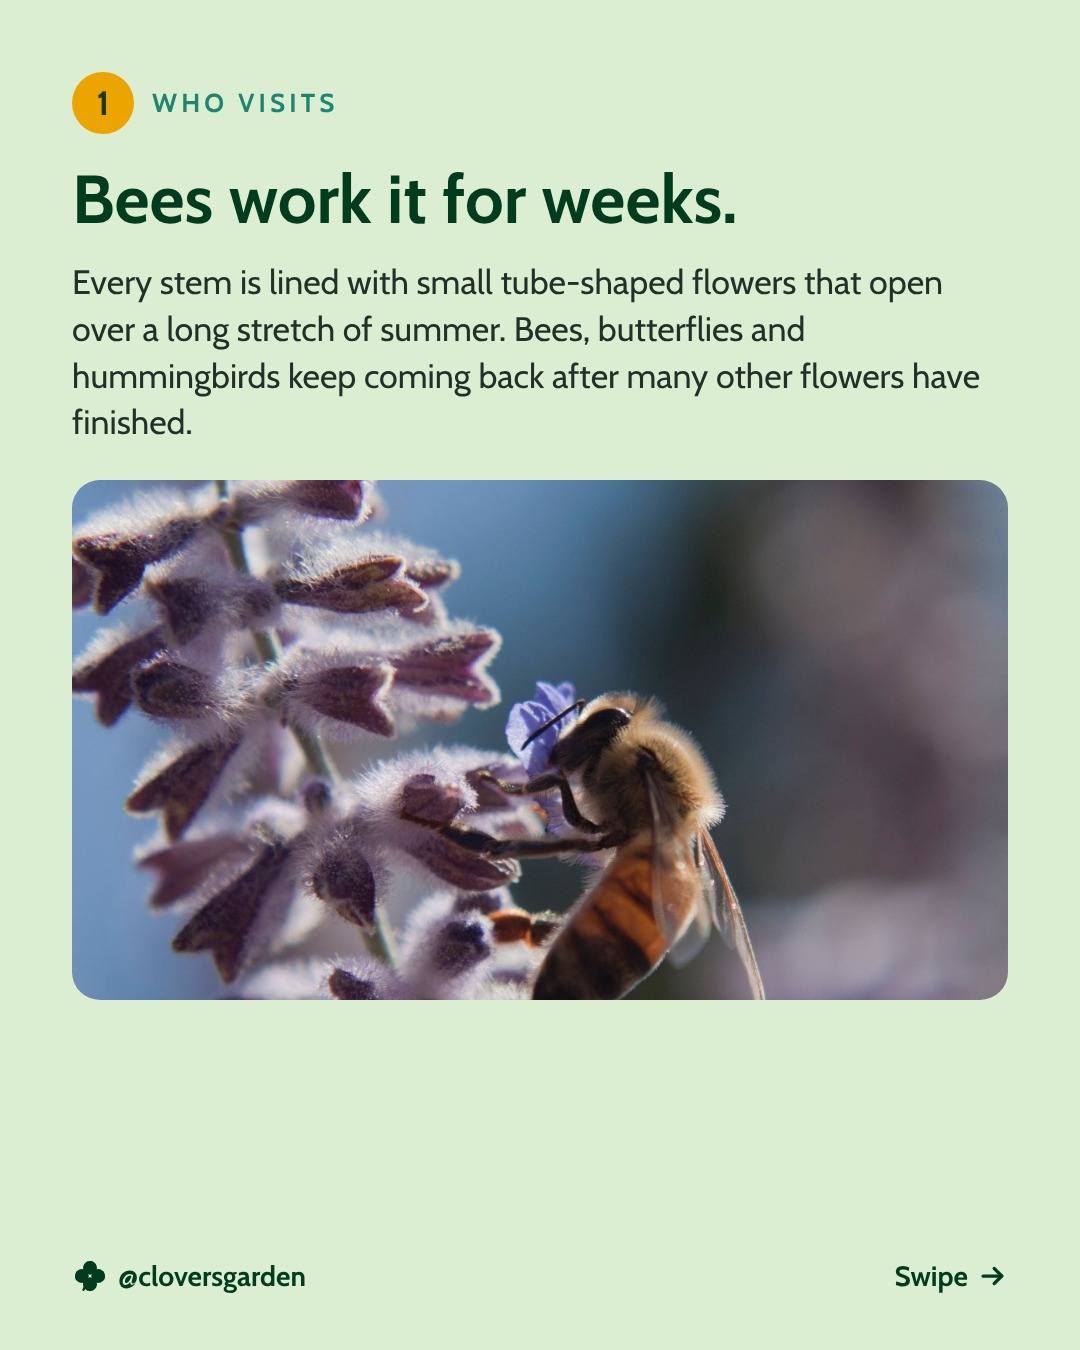 1 WHO VISITS
Bees work it for weeks.
Every stem is lined with small tube-shaped flowers that open
over a long stretch of summer. Bees, butterflies and
hummingbirds keep coming back after many other flowers have
finished.
@cloversgarden
Swipe →